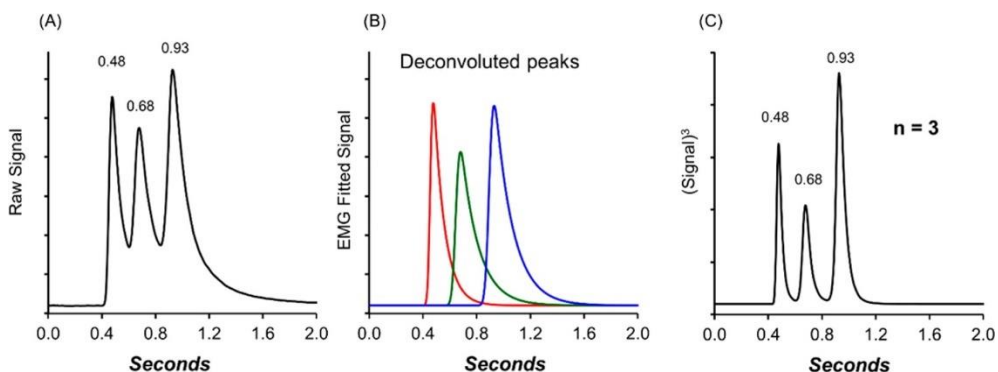 (A)
Raw Signal
0.48
0.68
0.93
0.0 0.4 0.8 1.2 1.6 2.0
Seconds
(B)
Deconvoluted peaks
EMG Fitted Signal
0.0 0.4 0.8 1.2 1.6 2.0
Seconds
(C)
(Signal)³
0.48
0.68
0.93
n = 3
0.0 0.4 0.8 1.2 1.6 2.0
Seconds